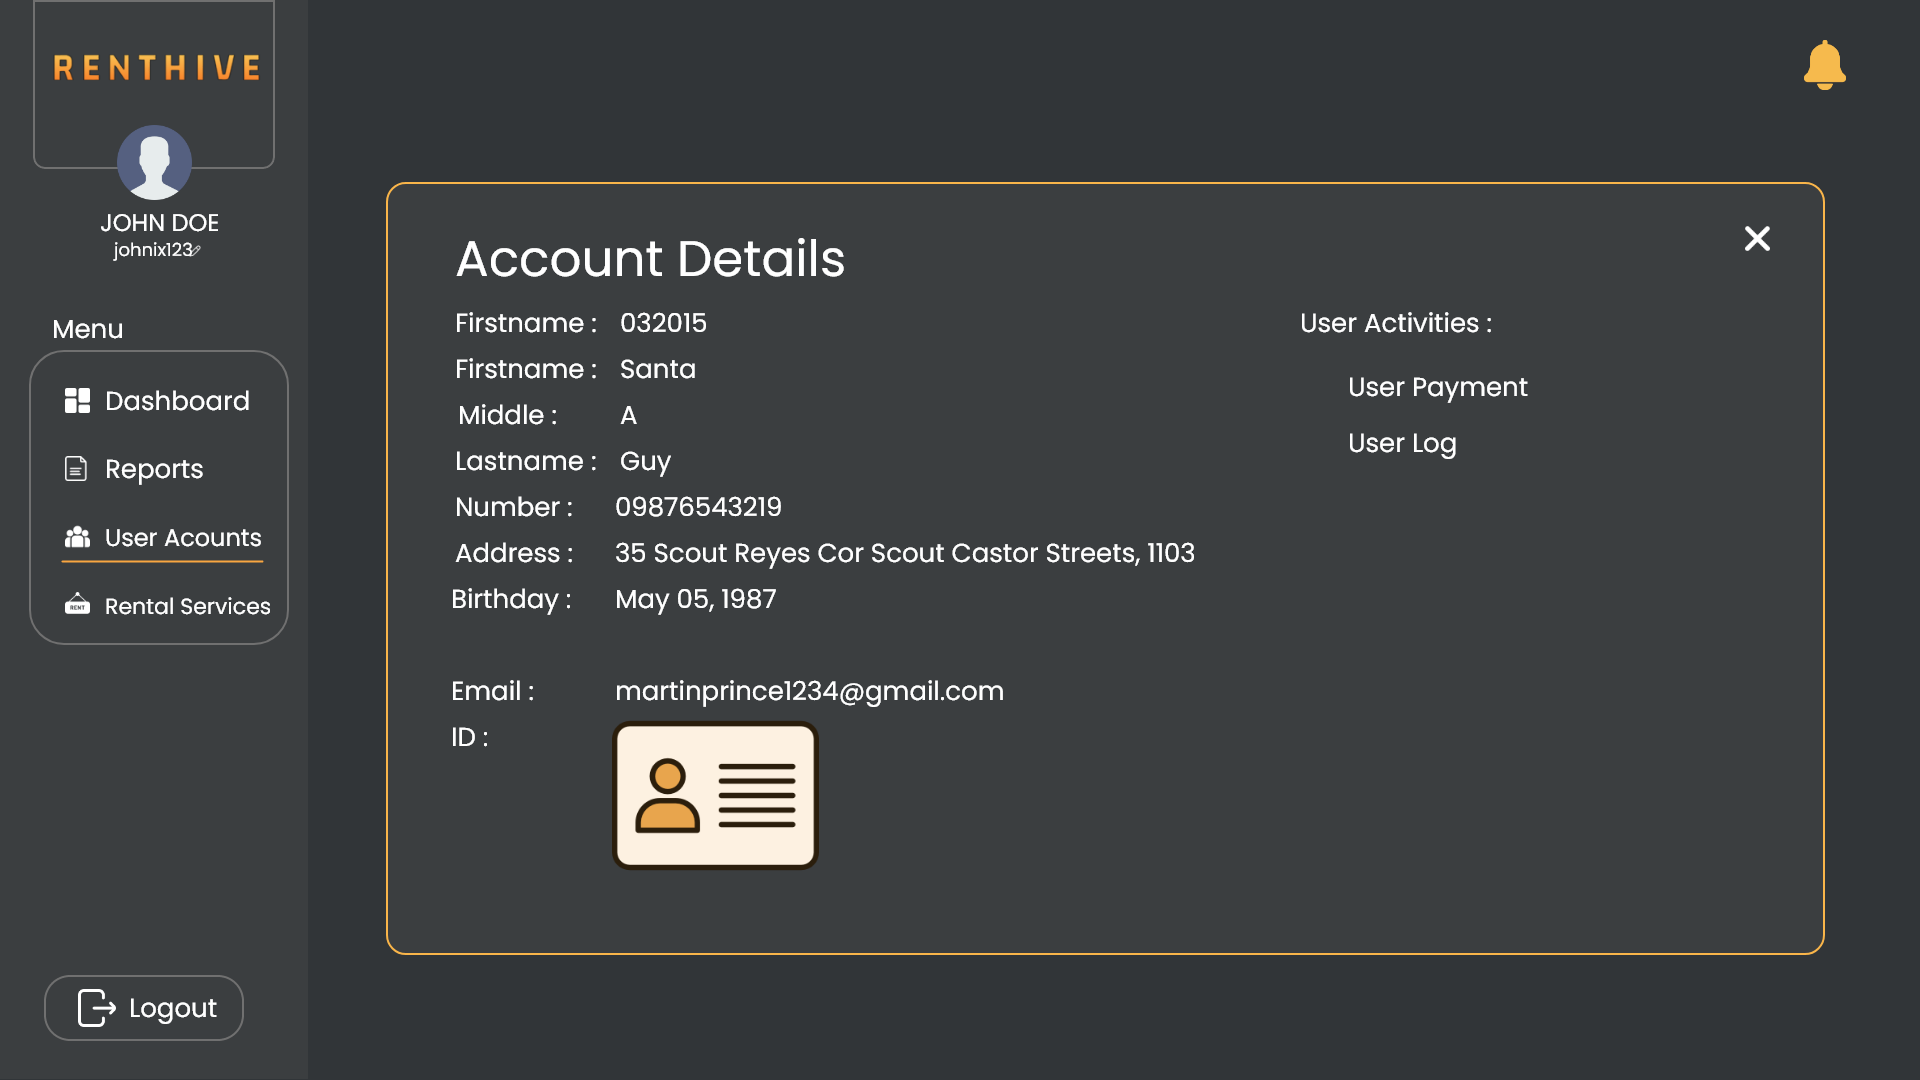 RENTHIVE
JOHN DOE
johnix123
Menu
Dashboard
Reports
User Acounts
RENT
Rental Services
Logout
Account Details
Firstname : 032015
Firstname : Santa
Middle : A
Lastname : Guy
Number : 09876543219
Address : 35 Scout Reyes Cor Scout Castor Streets, 1103
Birthday : May 05, 1987
Email : martinprince1234@gmail.com
ID :
User Activities :
User Payment
User Log